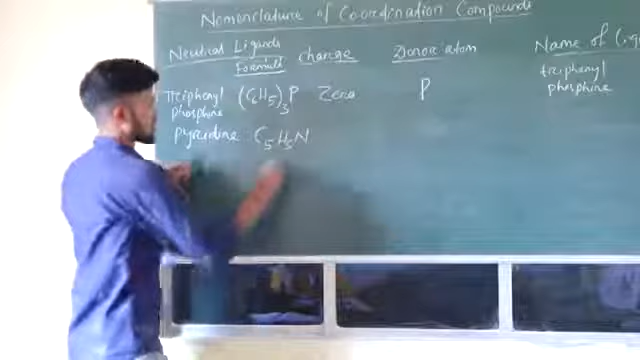 Nomenclature of Coordination Compounds
Neutral Ligands
Formula charge Donor atom Name of
Triphenyl phosphine (C6H5)3P Zero P triphenyl phosphine
pyridine C5H5N